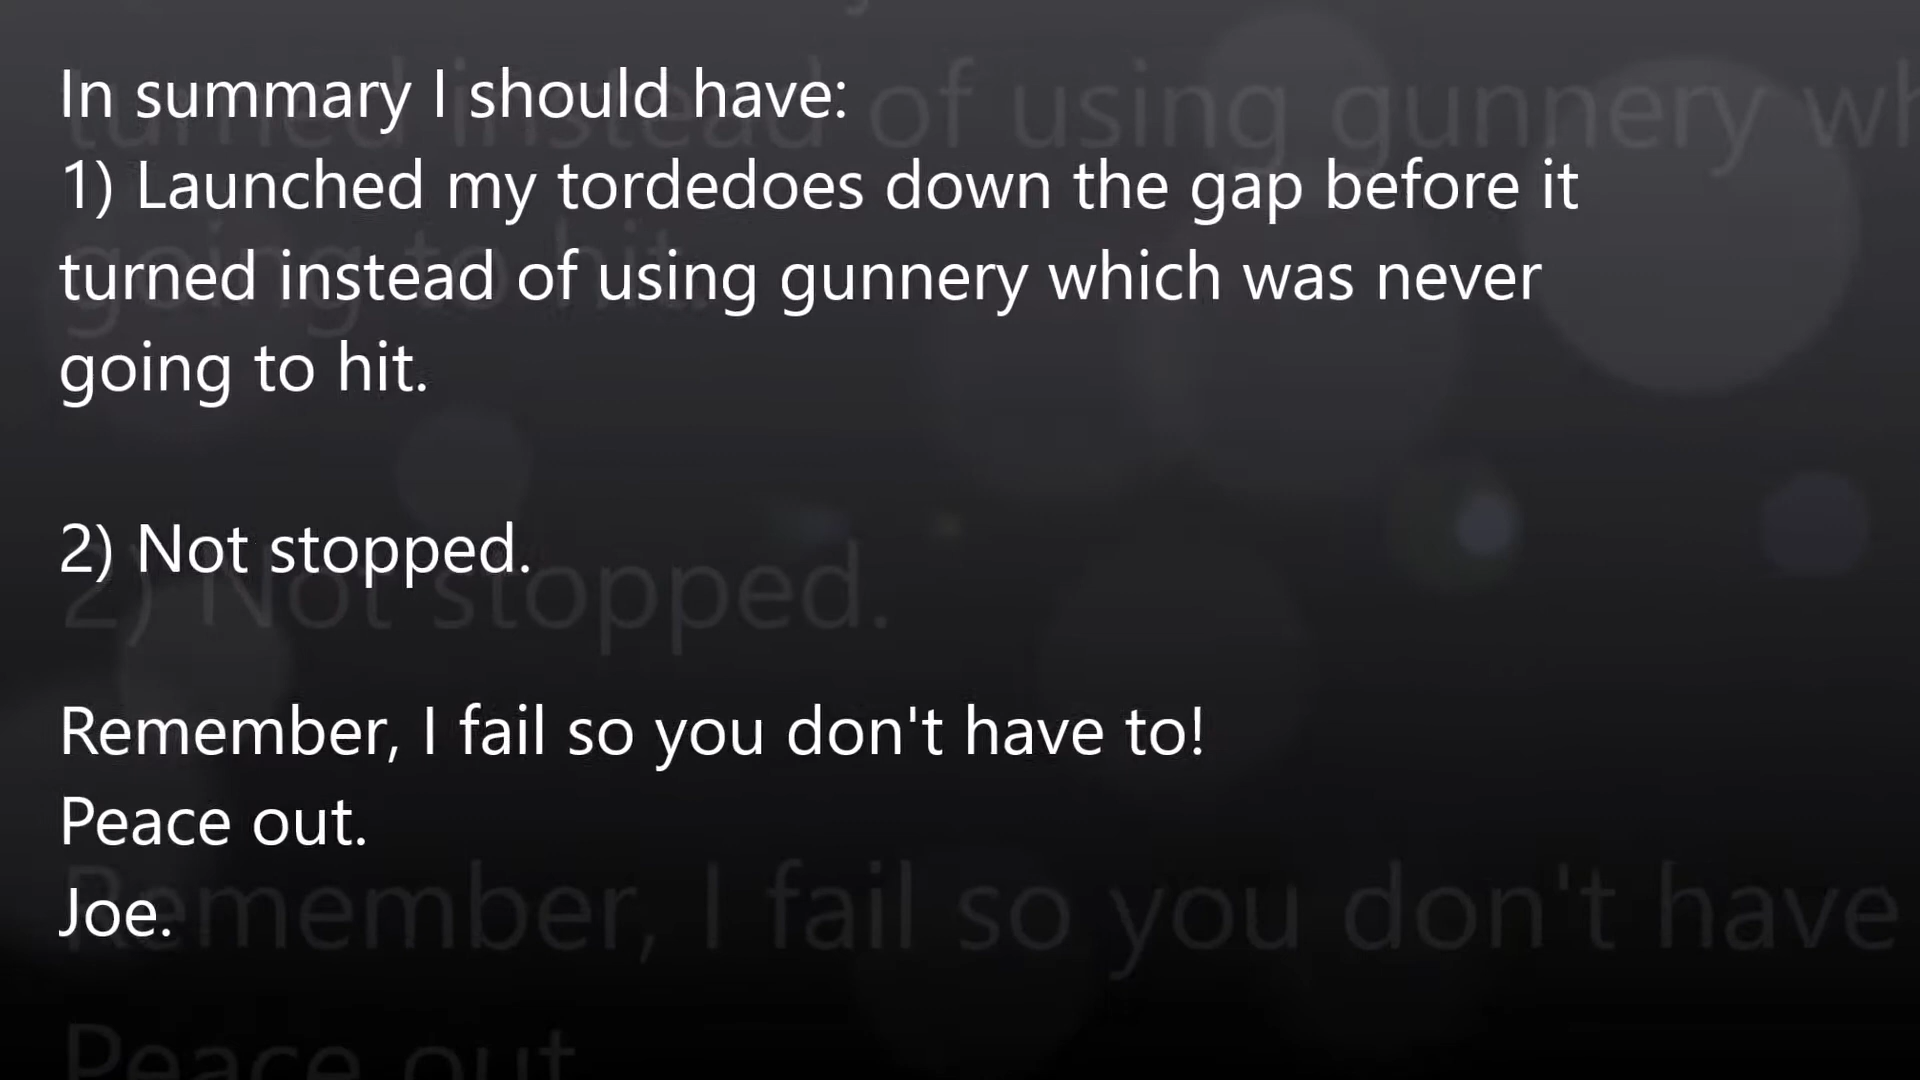 In summary I should have:
1) Launched my tordedoes down the gap before it
turned instead of using gunnery which was never
going to hit.
2) Not stopped.
Remember, I fail so you don't have to!
Peace out.
Joe.